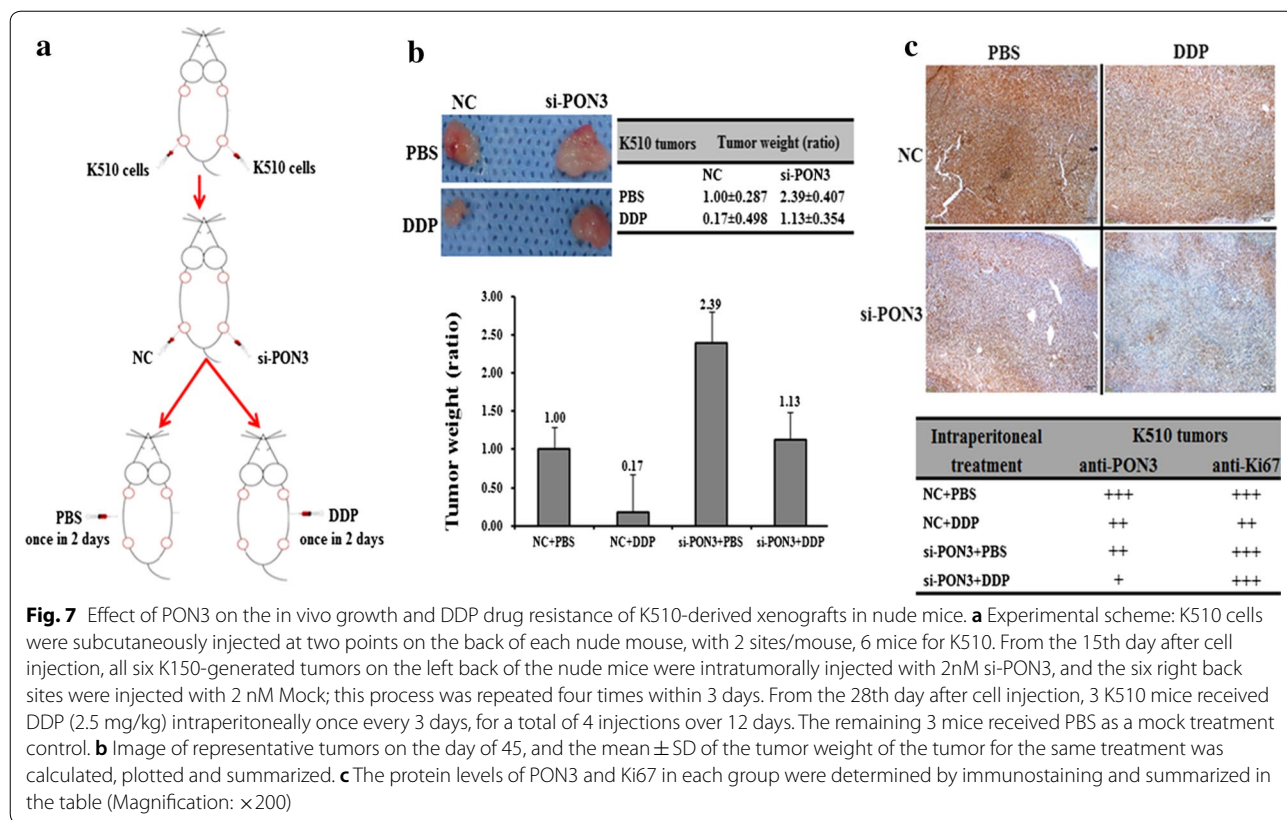 a
K510 cells
K510 cells
NC
si-PON3
PBS
once in 2 days
DDP
once in 2 days
b
NC
si-PON3
PBS
DDP
K510 tumors
Tumor weight (ratio)
NC
si-PON3
PBS
1.00±0.287
2.39±0.407
DDP
0.17±0.498
1.13±0.354
Tumor weight (ratio)
3.00
2.50
2.00
1.50
1.00
0.50
0.00
1.00
0.17
2.39
1.13
NC+PBS
NC+DDP
si-PON3+PBS
si-PON3+DDP
c
PBS
DDP
NC
si-PON3
Intraperitoneal
treatment
K510 tumors
anti-PON3
anti-Ki67
NC+PBS
+++
+++
NC+DDP
++
++
si-PON3+PBS
++
+++
si-PON3+DDP
+
+++
Fig. 7 Effect of PON3 on the in vivo growth and DDP drug resistance of K510-derived xenografts in nude mice. a Experimental scheme: K510 cells
were subcutaneously injected at two points on the back of each nude mouse, with 2 sites/mouse, 6 mice for K510. From the 15th day after cell
injection, all six K150-generated tumors on the left back of the nude mice were intratumorally injected with 2nM si-PON3, and the six right back
sites were injected with 2 nM Mock; this process was repeated four times within 3 days. From the 28th day after cell injection, 3 K510 mice received
DDP (2.5 mg/kg) intraperitoneally once every 3 days, for a total of 4 injections over 12 days. The remaining 3 mice received PBS as a mock treatment
control. b Image of representative tumors on the day of 45, and the mean ± SD of the tumor weight of the tumor for the same treatment was
calculated, plotted and summarized. c The protein levels of PON3 and Ki67 in each group were determined by immunostaining and summarized in
the table (Magnification: ×200)